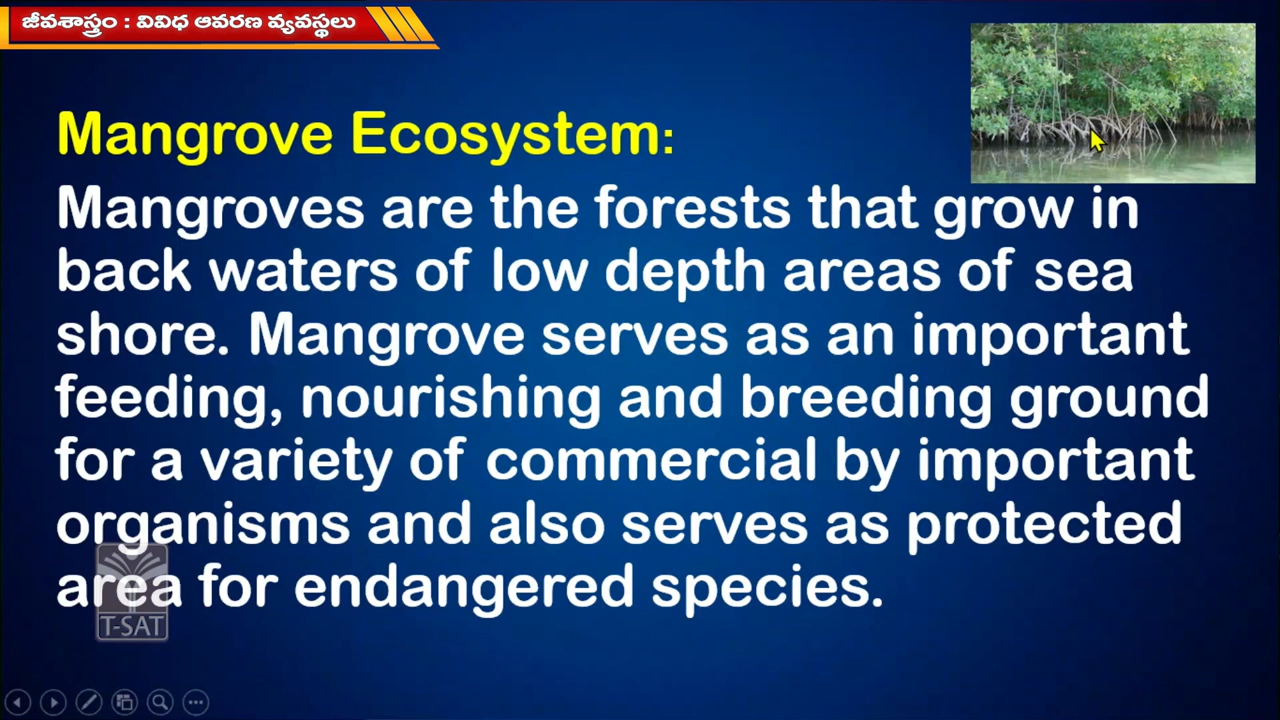 జీవశాస్త్రం : వివిధ ఆవరణ వ్యవస్థలు
Mangrove Ecosystem:
Mangroves are the forests that grow in
back waters of low depth areas of sea
shore. Mangrove serves as an important
feeding, nourishing and breeding ground
for a variety of commercial by important
organisms and also serves as protected
area for endangered species.
T-SAT